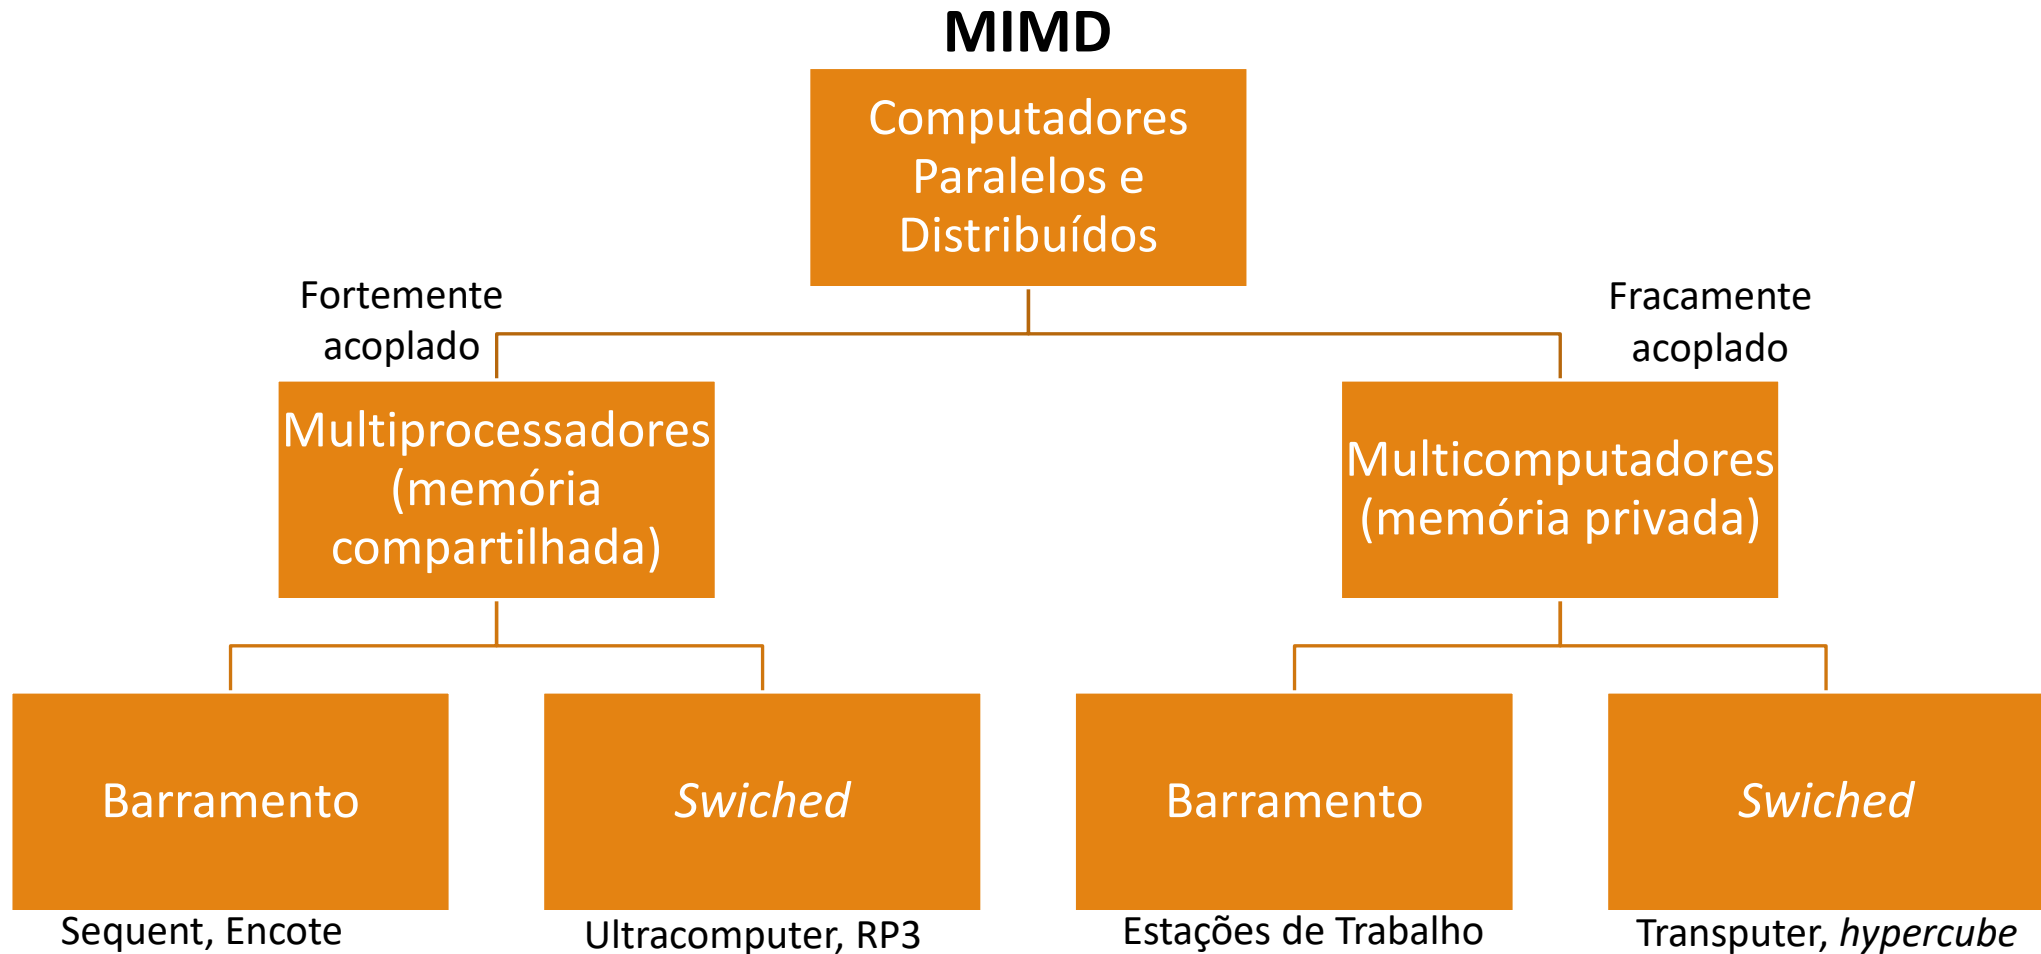 MIMD
Computadores
Paralelos e
Distribuídos
Fortemente
acoplado
Fracamente
acoplado
Multiprocessadores
(memória
compartilhada)
Multicomputadores
(memória privada)
Barramento
Swiched
Barramento
Swiched
Sequent, Encote
Ultracomputer, RP3
Estações de Trabalho
Transputer, hypercube